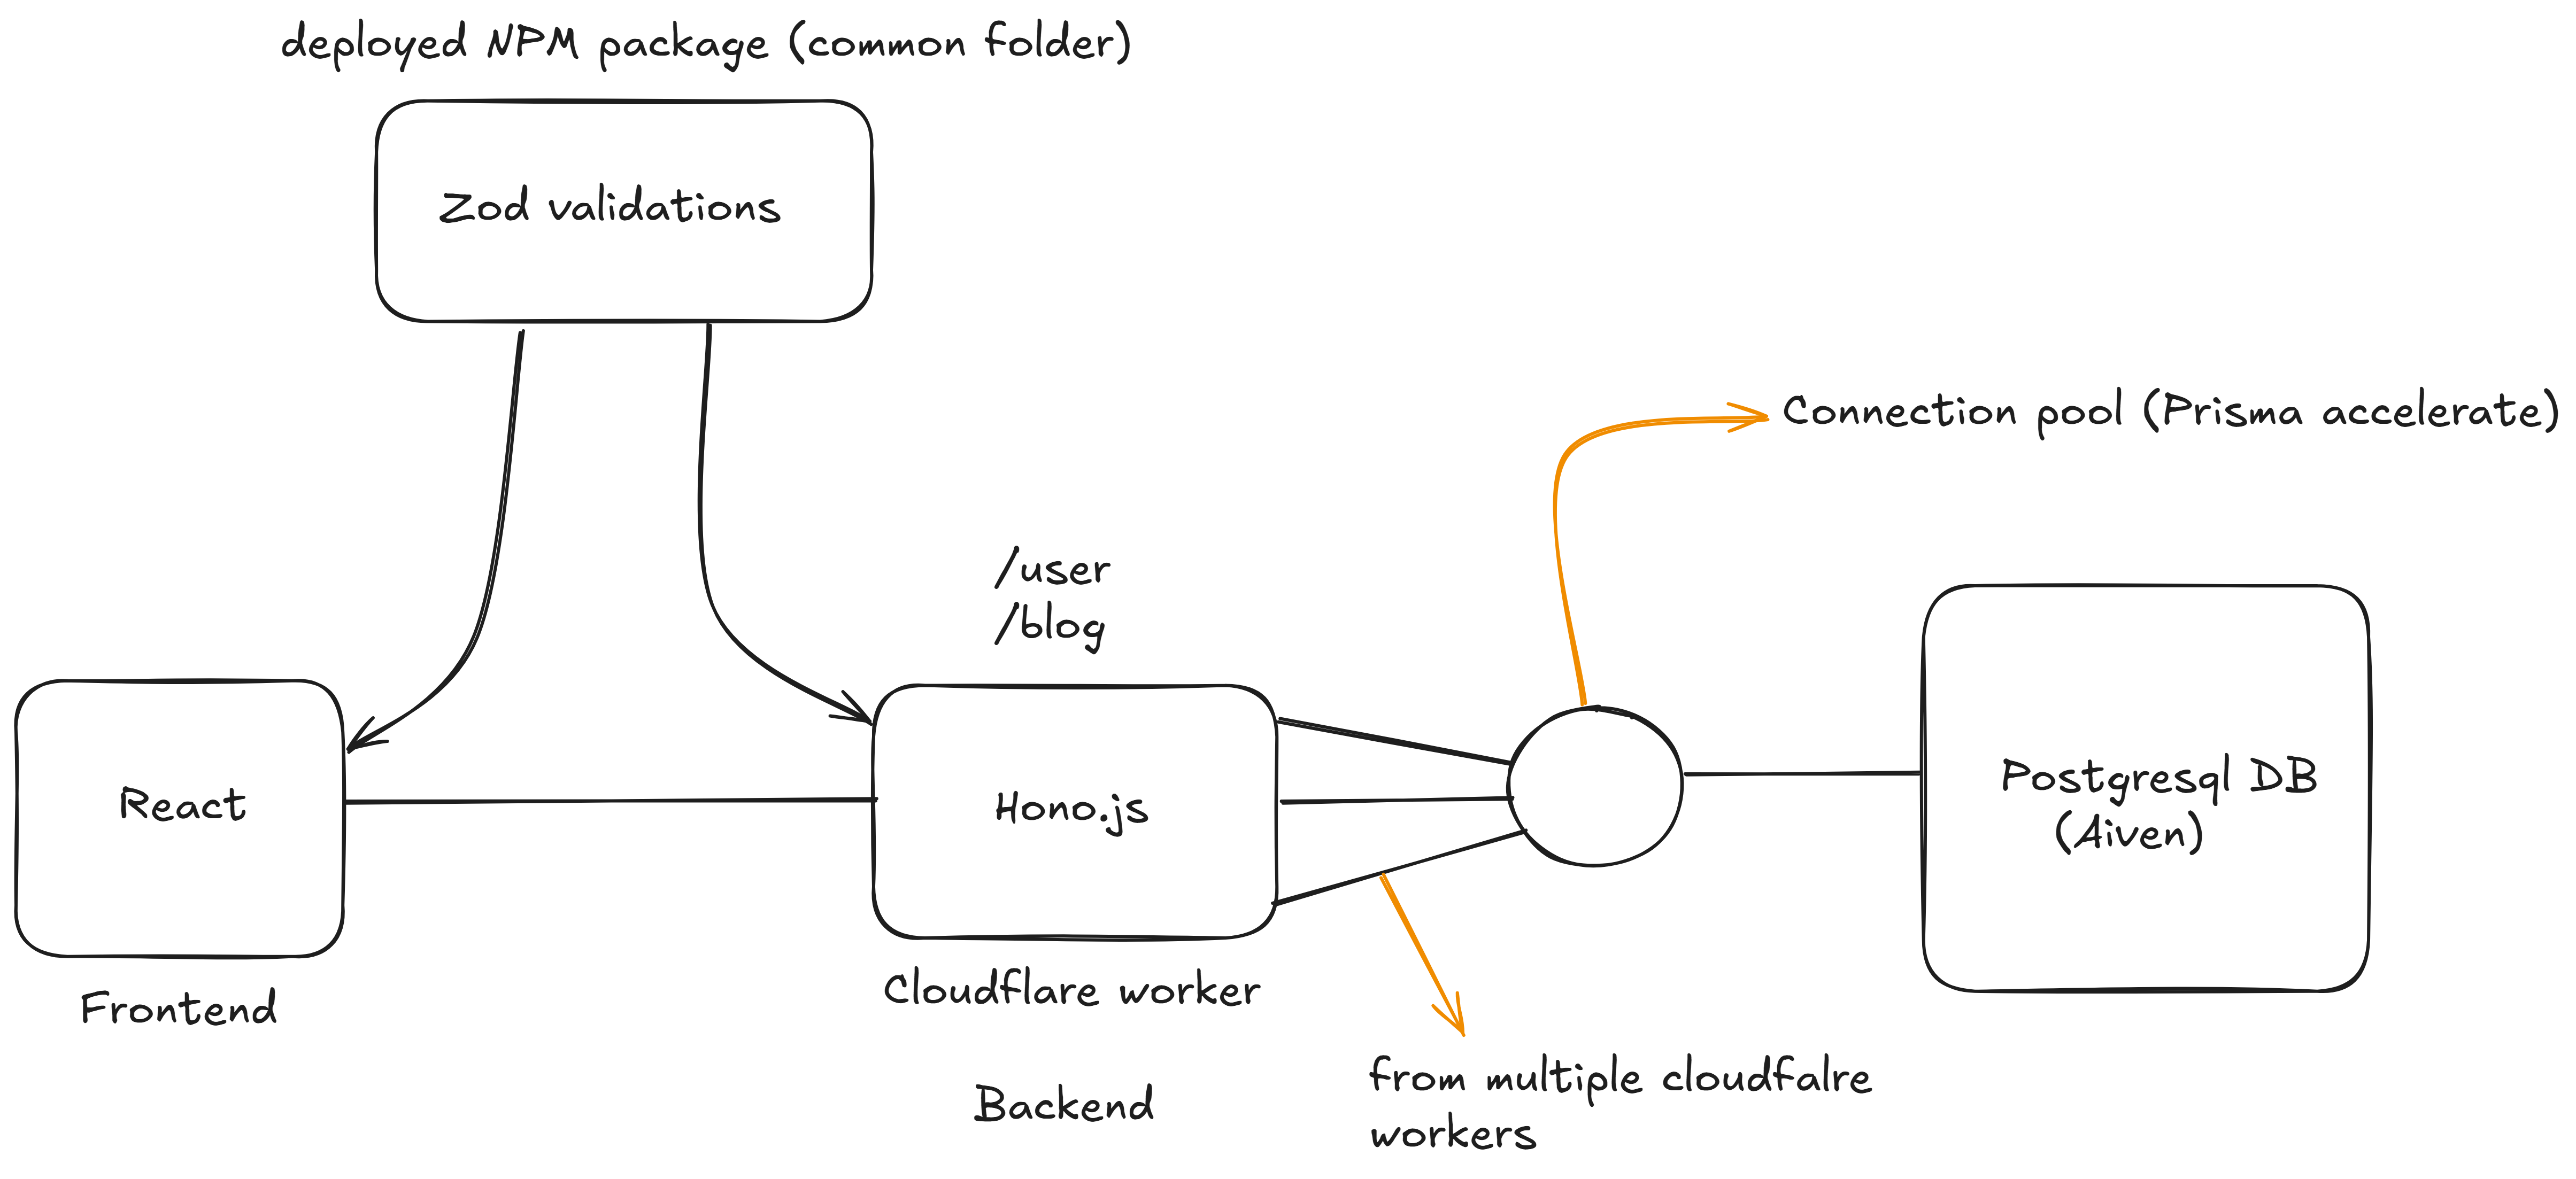 deployed NPM package (common folder)
Zod validations
Connection pool (Prisma accelerate)
/user
/blog
React
Hono.js
Postgresql DB
(Aiven)
Cloudflare worker
Frontend
from multiple cloudfalre
workers
Backend